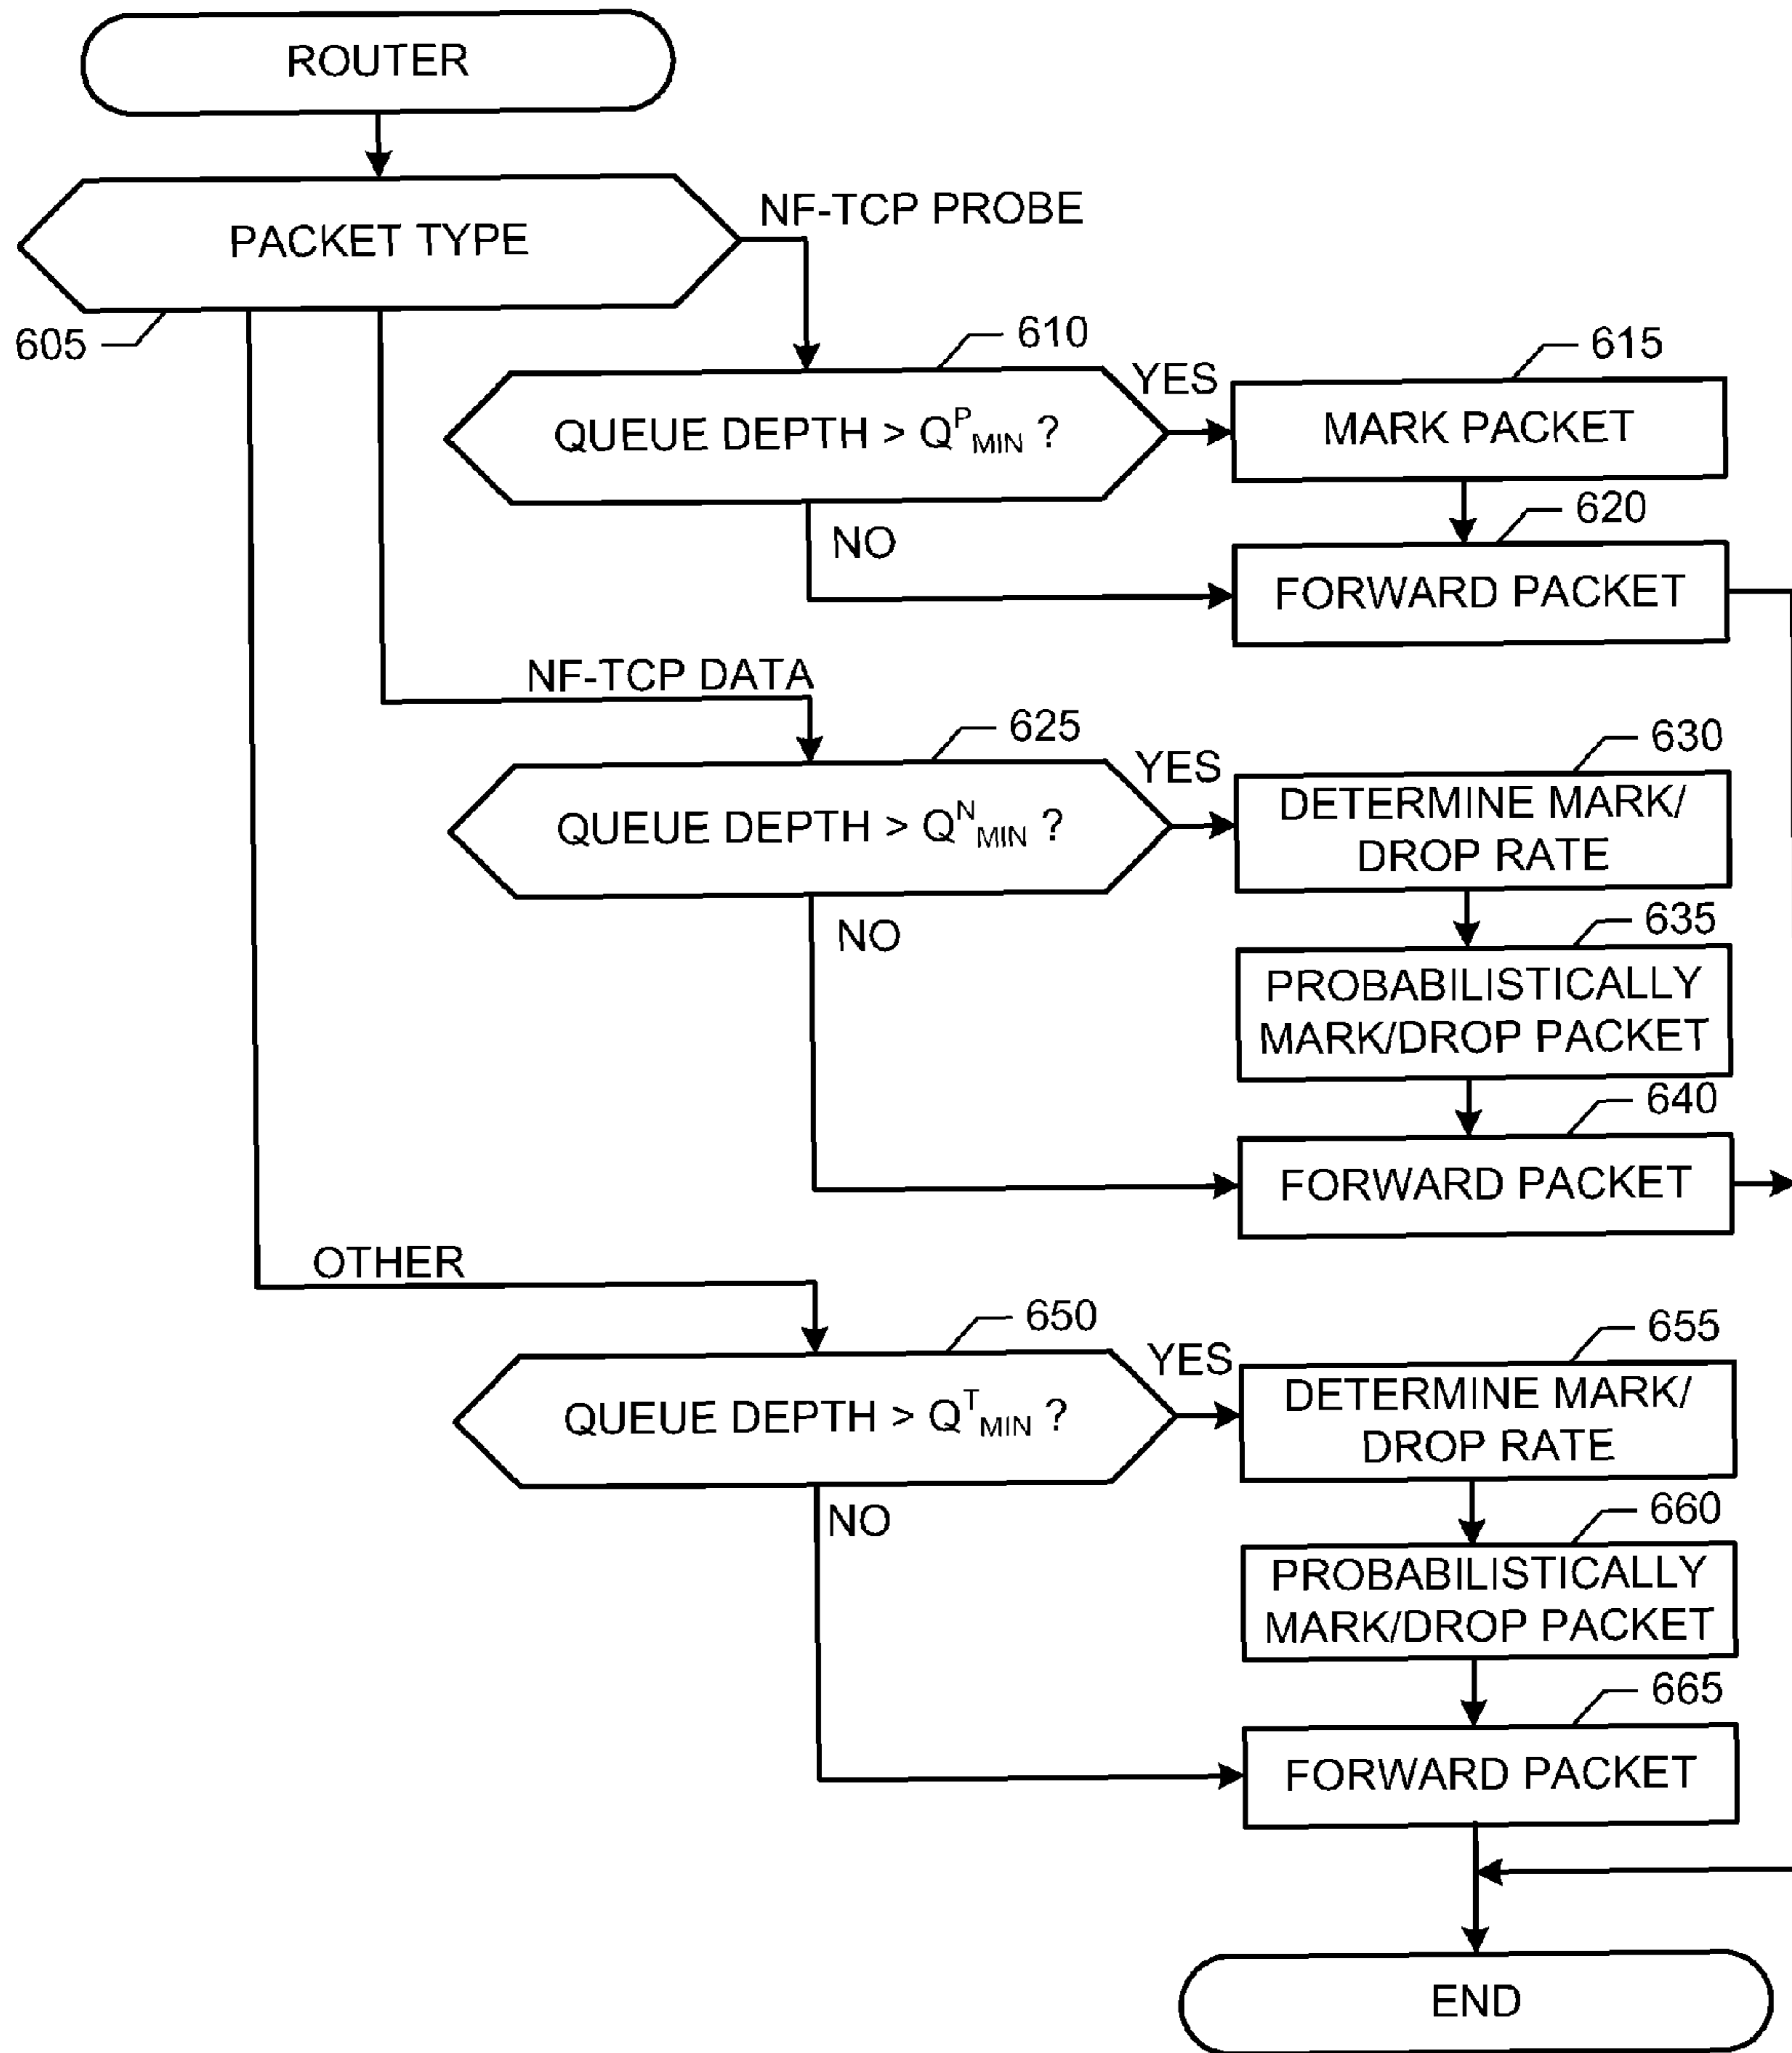 ROUTER
PACKET TYPE
NF-TCP PROBE
605
610
QUEUE DEPTH > Q^P_MIN ?
YES
615
MARK PACKET
NO
620
FORWARD PACKET
NF-TCP DATA
625
QUEUE DEPTH > Q^N_MIN ?
YES
630
DETERMINE MARK/
DROP RATE
NO
635
PROBABILISTICALLY
MARK/DROP PACKET
640
FORWARD PACKET
OTHER
650
QUEUE DEPTH > Q^T_MIN ?
YES
655
DETERMINE MARK/
DROP RATE
NO
660
PROBABILISTICALLY
MARK/DROP PACKET
665
FORWARD PACKET
END